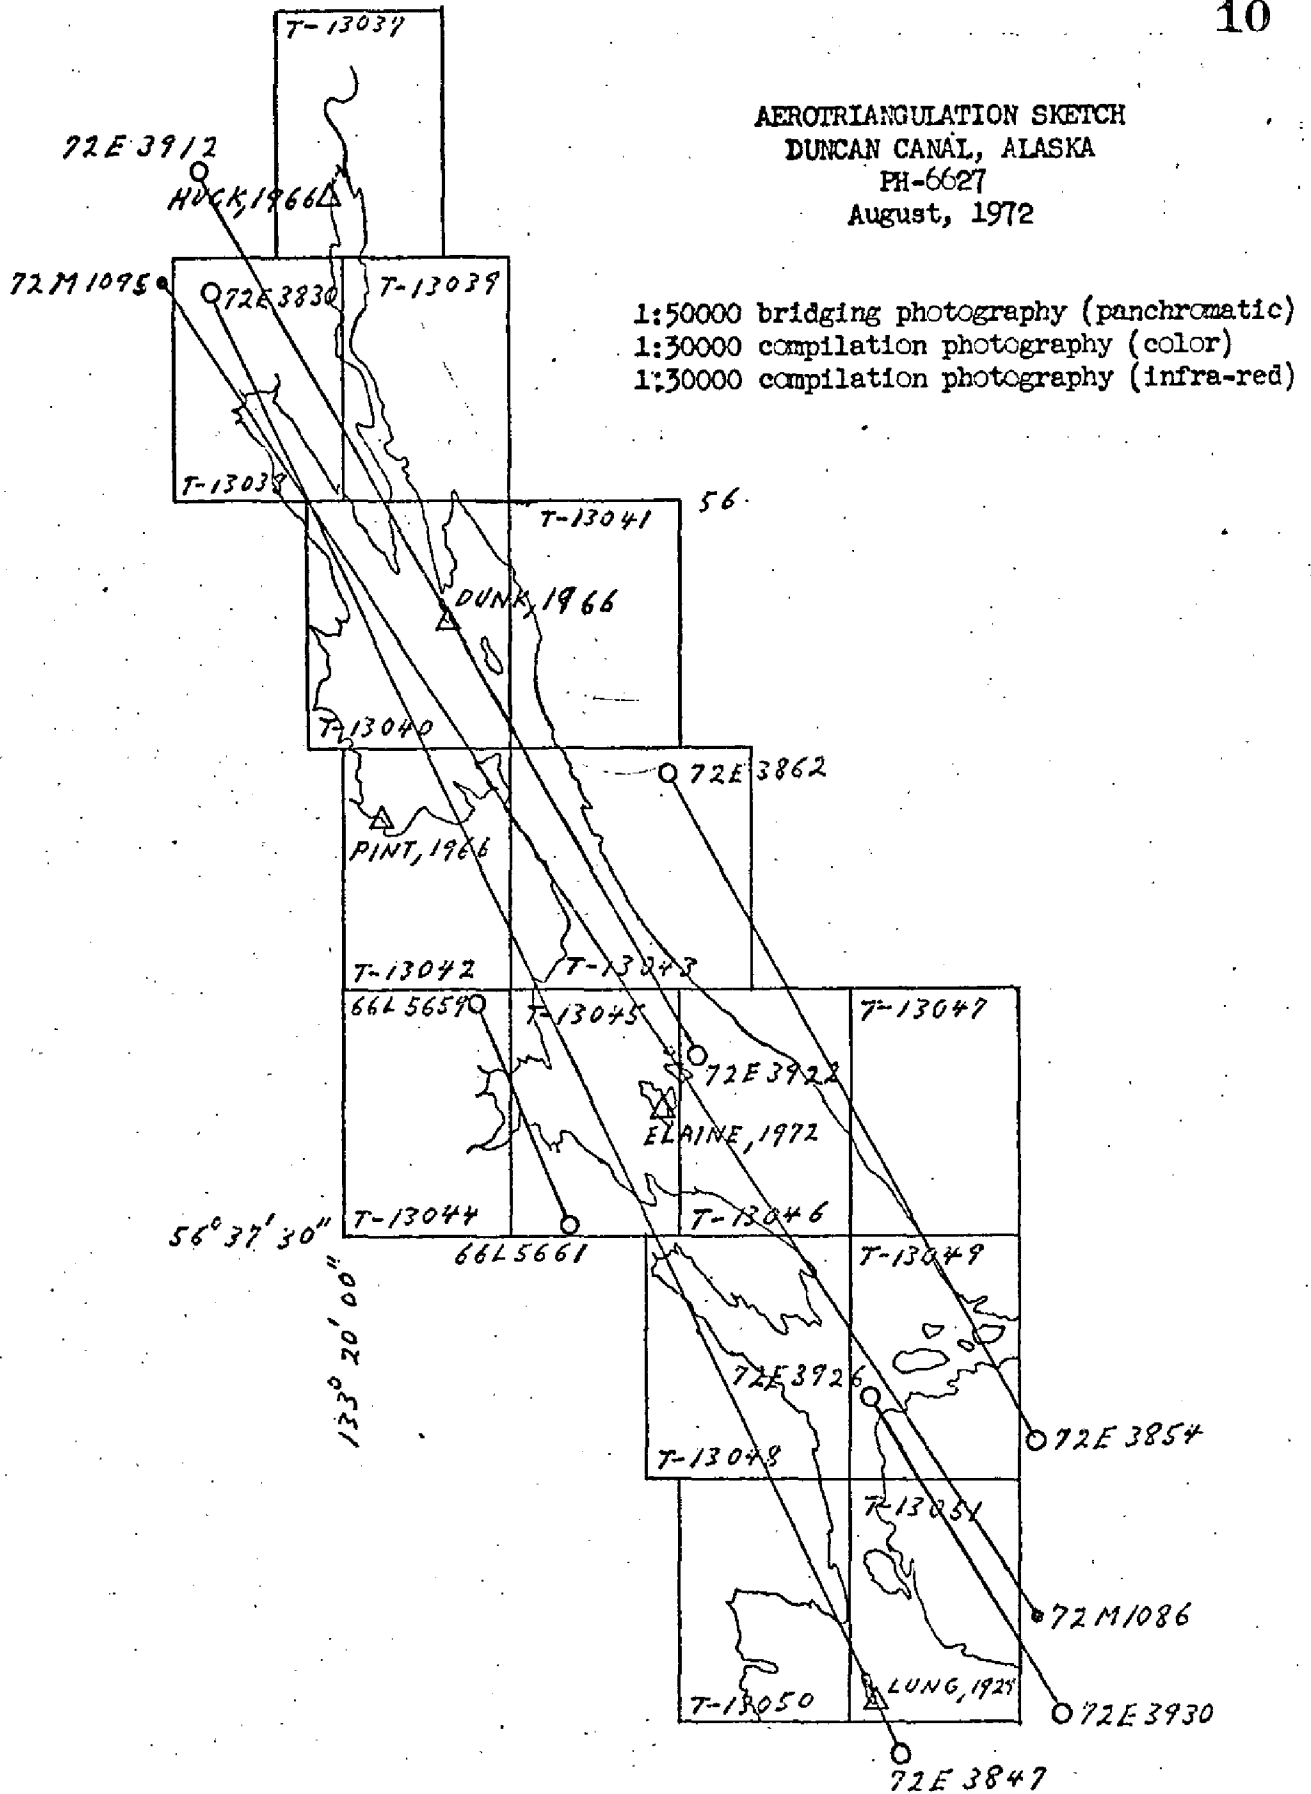 10
T-13037
AEROTRIANGULATION SKETCH
DUNCAN CANAL, ALASKA
PH-6627
August, 1972
72E 3912
HUCK, 1966
72M 1095
72E 3830
T-13039
1:50000 bridging photography (panchromatic)
1:30000 compilation photography (color)
1:30000 compilation photography (infra-red)
T-13038
56
T-13041
DUNK, 1966
T-13040
72E 3862
PINT, 1966
T-13042
T-13043
66L 5659
T-13045
T-13047
72E 3922
ELAINE, 1972
T-13044
T-13046
56° 37' 30"
66L 5661
T-13049
133° 20' 00"
72E 3926
72E 3854
T-13048
T-13051
72M 1086
T-13050
LUNG, 1929
72E 3930
72E 3847